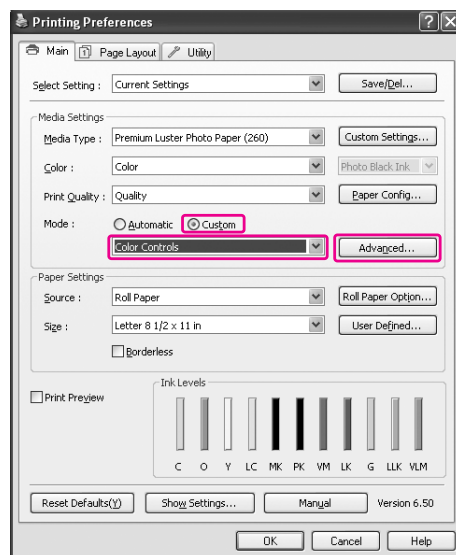 Printing Preferences
Main Page Layout Utility
Select Setting : Current Settings Save/Del...
Media Settings
Media Type : Premium Luster Photo Paper (260) Custom Settings...
Color : Color Photo Black Ink
Print Quality : Quality Paper Config...
Mode : Automatic Custom
Color Controls Advanced...
Paper Settings
Source : Roll Paper Roll Paper Option...
Size : Letter 8 1/2 x 11 in User Defined...
Borderless
Print Preview
Ink Levels
C O Y LC MK PK VM LK G LLK VLM
Reset Defaults(Y) Show Settings... Manual Version 6.50
OK Cancel Help